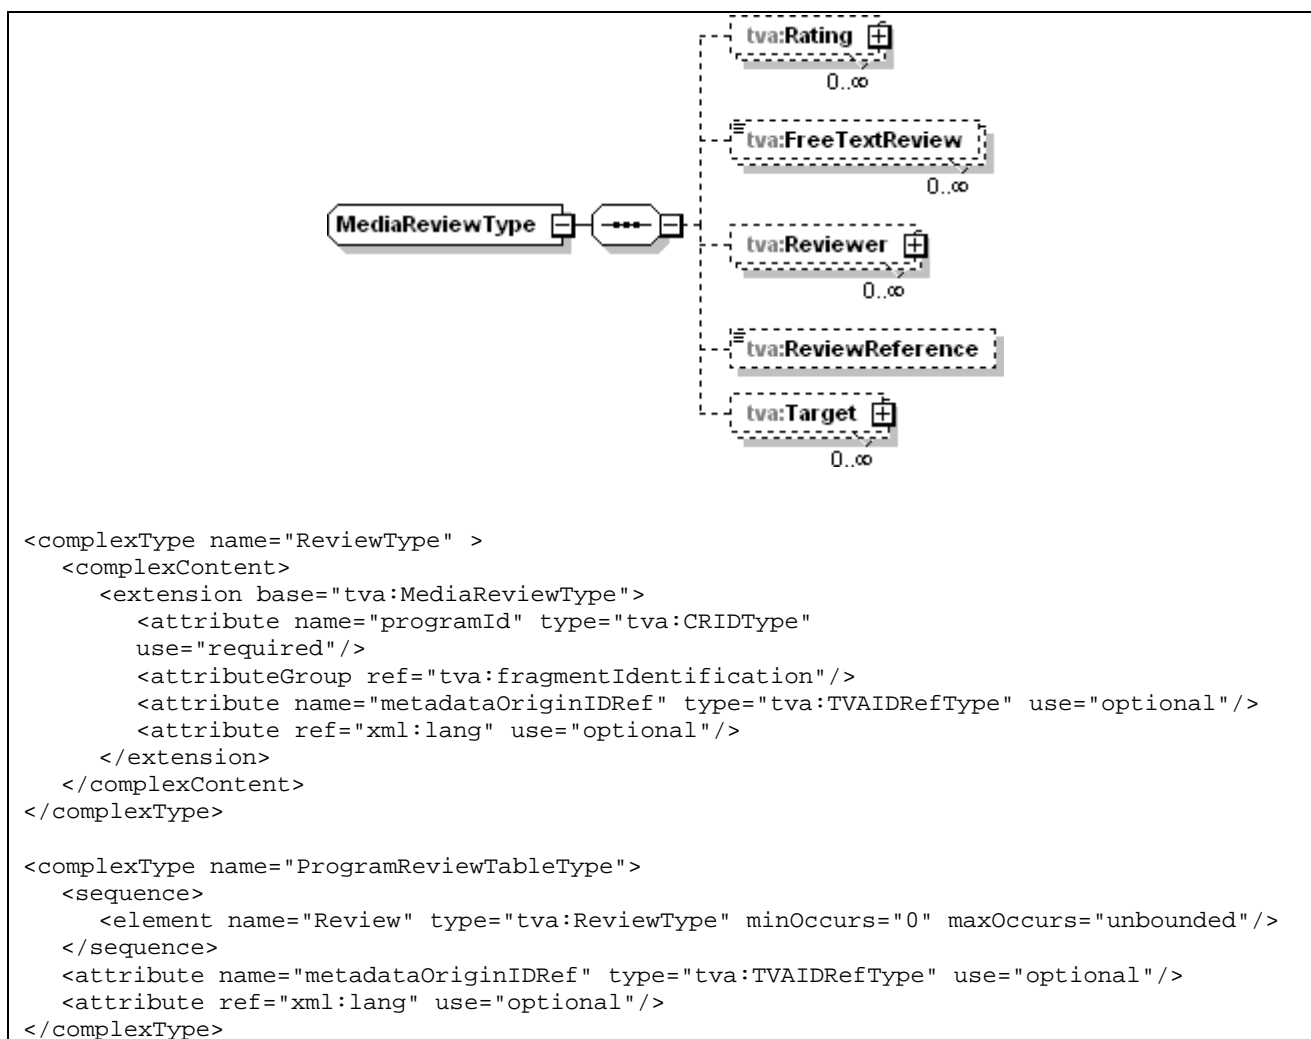 tva:Rating
0..∞
tva:FreeTextReview
0..∞
MediaReviewType
tva:Reviewer
0..∞
tva:ReviewReference
tva:Target
0..∞
<complexType name="ReviewType" >
<complexContent>
<extension base="tva:MediaReviewType">
<attribute name="programId" type="tva:CRIDType"
use="required"/>
<attributeGroup ref="tva:fragmentIdentification"/>
<attribute name="metadataOriginIDRef" type="tva:TVAIDRefType" use="optional"/>
<attribute ref="xml:lang" use="optional"/>
</extension>
</complexContent>
</complexType>
<complexType name="ProgramReviewTableType">
<sequence>
<element name="Review" type="tva:ReviewType" minOccurs="0" maxOccurs="unbounded"/>
</sequence>
<attribute name="metadataOriginIDRef" type="tva:TVAIDRefType" use="optional"/>
<attribute ref="xml:lang" use="optional"/>
</complexType>